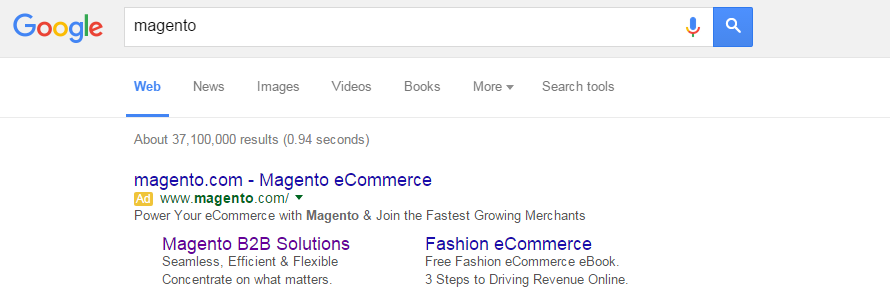 Google magento
Web News Images Videos Books More Search tools
About 37,100,000 results (0.94 seconds)
magento.com - Magento eCommerce
Ad www.magento.com/
Power Your eCommerce with Magento & Join the Fastest Growing Merchants
Magento B2B Solutions
Seamless, Efficient & Flexible
Concentrate on what matters.
Fashion eCommerce
Free Fashion eCommerce eBook.
3 Steps to Driving Revenue Online.